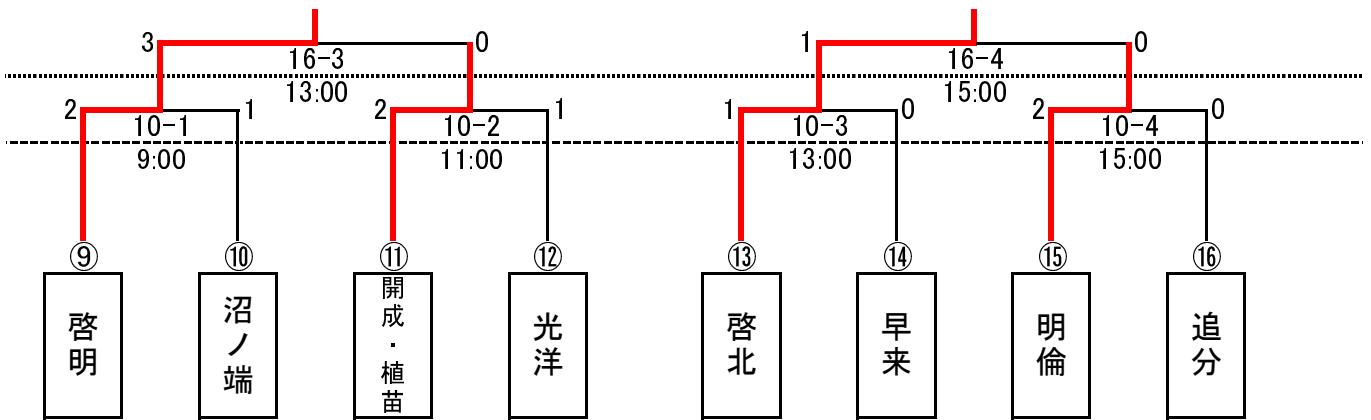 3 0 1 0
16-3 16-4
13:00 15:00
2 1 2 1 1 0 2 0
10-1 10-2 10-3 10-4
9:00 11:00 13:00 15:00
⑨ ⑩ ⑪ ⑫ ⑬ ⑭ ⑮ ⑯
啓明
沼ノ端
開成・植苗
光洋
啓北
早来
明倫
追分